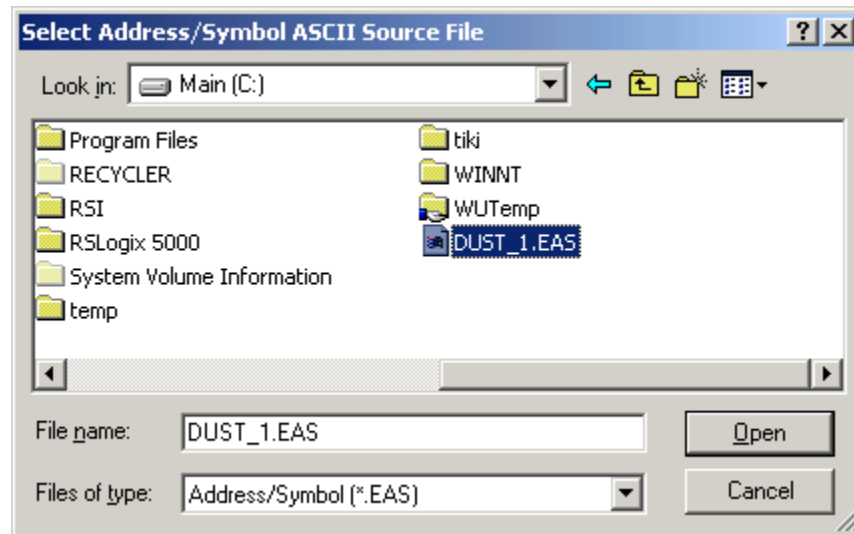 Select Address/Symbol ASCII Source File
Look in: Main (C:)
Program Files
RECYCLER
RSI
RSLogix 5000
System Volume Information
temp
tiki
WINNT
WUTemp
DUST_1.EAS
File name: DUST_1.EAS Open
Files of type: Address/Symbol (*.EAS) Cancel